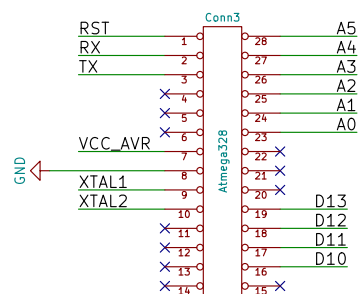 Conn3
RST 1 28 A5
RX 2 27 A4
TX 3 26 A3
4 25 A2
5 24 A1
6 23 A0
VCC_AVR 7 22
GND 8 21
XTAL1 9 20
XTAL2 10 19 D13
11 18 D12
12 17 D11
13 16 D10
14 15
Atmega328